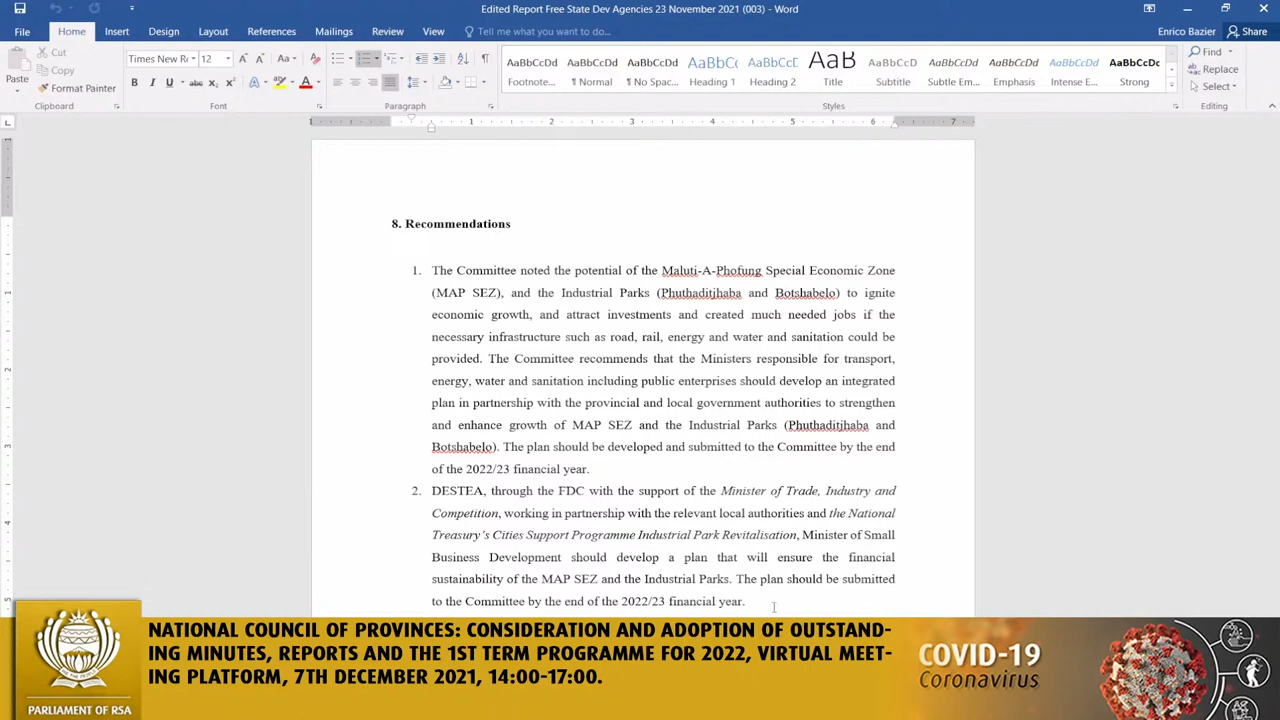 Edited Report Free State Dev Agencies 23 November 2021 (003) - Word
File Home Insert Design Layout References Mailings Review View Tell me what you want to do... Enrico Bazier Share
Paste
Cut
Copy
Format Painter
Clipboard
Times New Ro 12
Font
Paragraph
AaBbCcDd AaBbCcDd AaBbCcDd AaBbC AaBbCc AaB AaBbCcDd AaBbCcDd AaBbCcDd AaBbCcDd AaBbCcDc
Footnote... ¶ Normal ¶ No Spac... Heading 1 Heading 2 Title Subtitle Subtle Em... Emphasis Intense E... Strong
Styles
Find
Replace
Select
Editing
8. Recommendations
1. The Committee noted the potential of the Maluti-A-Phofung Special Economic Zone
(MAP SEZ), and the Industrial Parks (Phuthaditjhaba and Botshabelo) to ignite
economic growth, and attract investments and created much needed jobs if the
necessary infrastructure such as road, rail, energy and water and sanitation could be
provided. The Committee recommends that the Ministers responsible for transport,
energy, water and sanitation including public enterprises should develop an integrated
plan in partnership with the provincial and local government authorities to strengthen
and enhance growth of MAP SEZ and the Industrial Parks (Phuthaditjhaba and
Botshabelo). The plan should be developed and submitted to the Committee by the end
of the 2022/23 financial year.
2. DESTEA, through the FDC with the support of the Minister of Trade, Industry and
Competition, working in partnership with the relevant local authorities and the National
Treasury's Cities Support Programme Industrial Park Revitalisation, Minister of Small
Business Development should develop a plan that will ensure the financial
sustainability of the MAP SEZ and the Industrial Parks. The plan should be submitted
to the Committee by the end of the 2022/23 financial year.
NATIONAL COUNCIL OF PROVINCES: CONSIDERATION AND ADOPTION OF OUTSTAND-
ING MINUTES, REPORTS AND THE 1ST TERM PROGRAMME FOR 2022, VIRTUAL MEET-
ING PLATFORM, 7TH DECEMBER 2021, 14:00-17:00.
PARLIAMENT OF RSA
COVID-19
Coronavirus